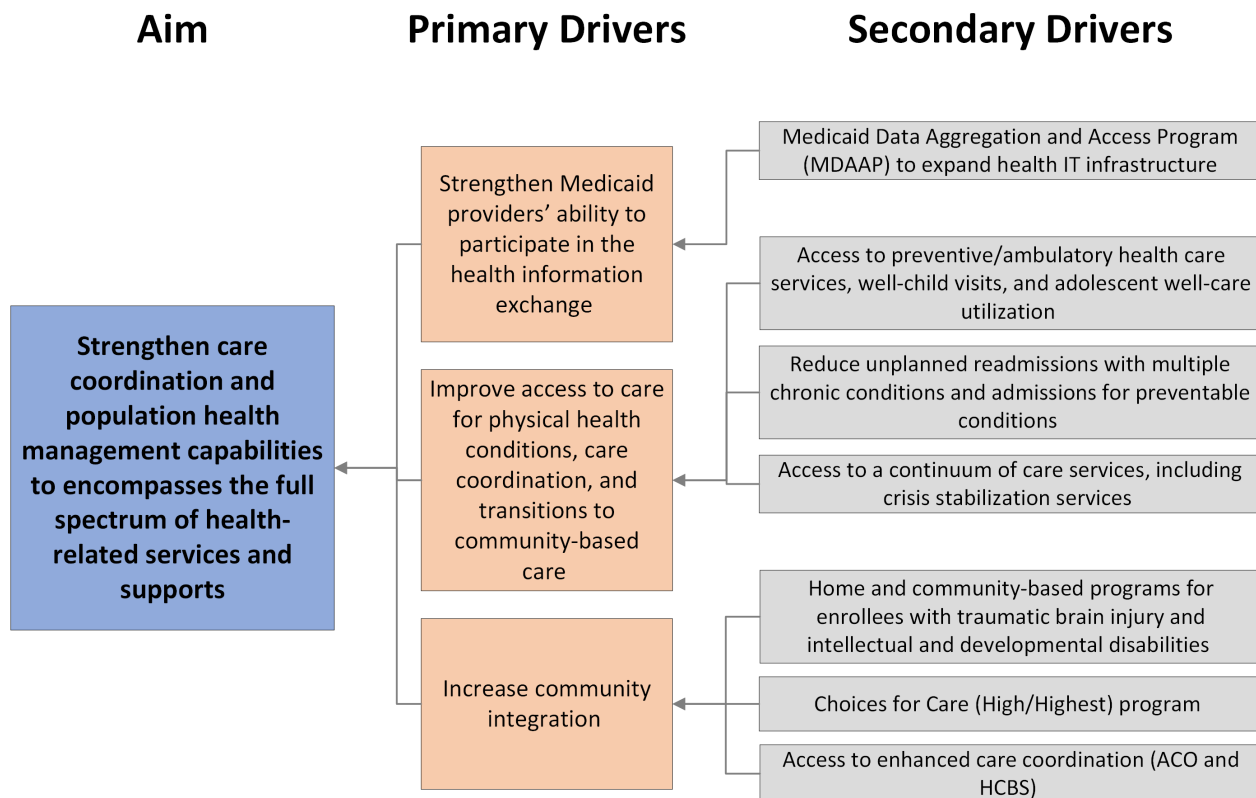 Aim
Primary Drivers
Secondary Drivers
Strengthen care
coordination and
population health
management capabilities
to encompasses the full
spectrum of health-
related services and
supports
Strengthen Medicaid
providers’ ability to
participate in the
health information
exchange
Improve access to care
for physical health
conditions, care
coordination, and
transitions to
community-based
care
Increase community
integration
Medicaid Data Aggregation and Access Program
(MDAAP) to expand health IT infrastructure
Access to preventive/ambulatory health care
services, well-child visits, and adolescent well-care
utilization
Reduce unplanned readmissions with multiple
chronic conditions and admissions for preventable
conditions
Access to a continuum of care services, including
crisis stabilization services
Home and community-based programs for
enrollees with traumatic brain injury and
intellectual and developmental disabilities
Choices for Care (High/Highest) program
Access to enhanced care coordination (ACO and
HCBS)